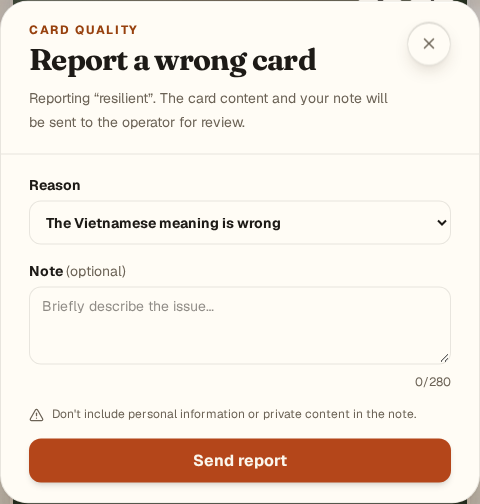 CARD QUALITY
Report a wrong card
Reporting “resilient”. The card content and your note will
be sent to the operator for review.
Reason
The Vietnamese meaning is wrong
Note (optional)
Briefly describe the issue...
0/280
Don't include personal information or private content in the note.
Send report